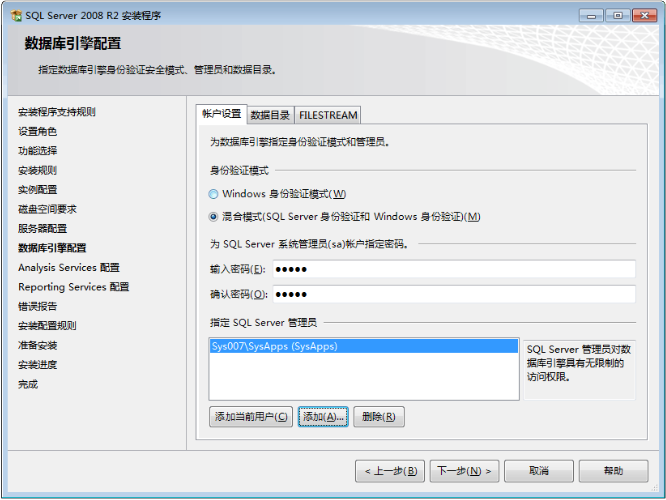 SQL Server 2008 R2 安装程序
数据库引擎配置
指定数据库引擎身份验证安全模式、管理员和数据目录。
安装程序支持规则
设置角色
功能选择
安装规则
实例配置
磁盘空间要求
服务器配置
数据库引擎配置
Analysis Services 配置
Reporting Services 配置
错误报告
安装配置规则
准备安装
安装进度
完成
帐户设置 数据目录 FILESTREAM
为数据库引擎指定身份验证模式和管理员。
身份验证模式
Windows 身份验证模式(W)
混合模式(SQL Server 身份验证和 Windows 身份验证)(M)
为 SQL Server 系统管理员(sa)帐户指定密码。
输入密码(E): ●●●●●
确认密码(O): ●●●●●
指定 SQL Server 管理员
Sys007\SysApps (SysApps)
SQL Server 管理员对数
据库引擎具有无限制的
访问权限。
添加当前用户(C) 添加(A)... 删除(R)
< 上一步(B) 下一步(N) > 取消 帮助